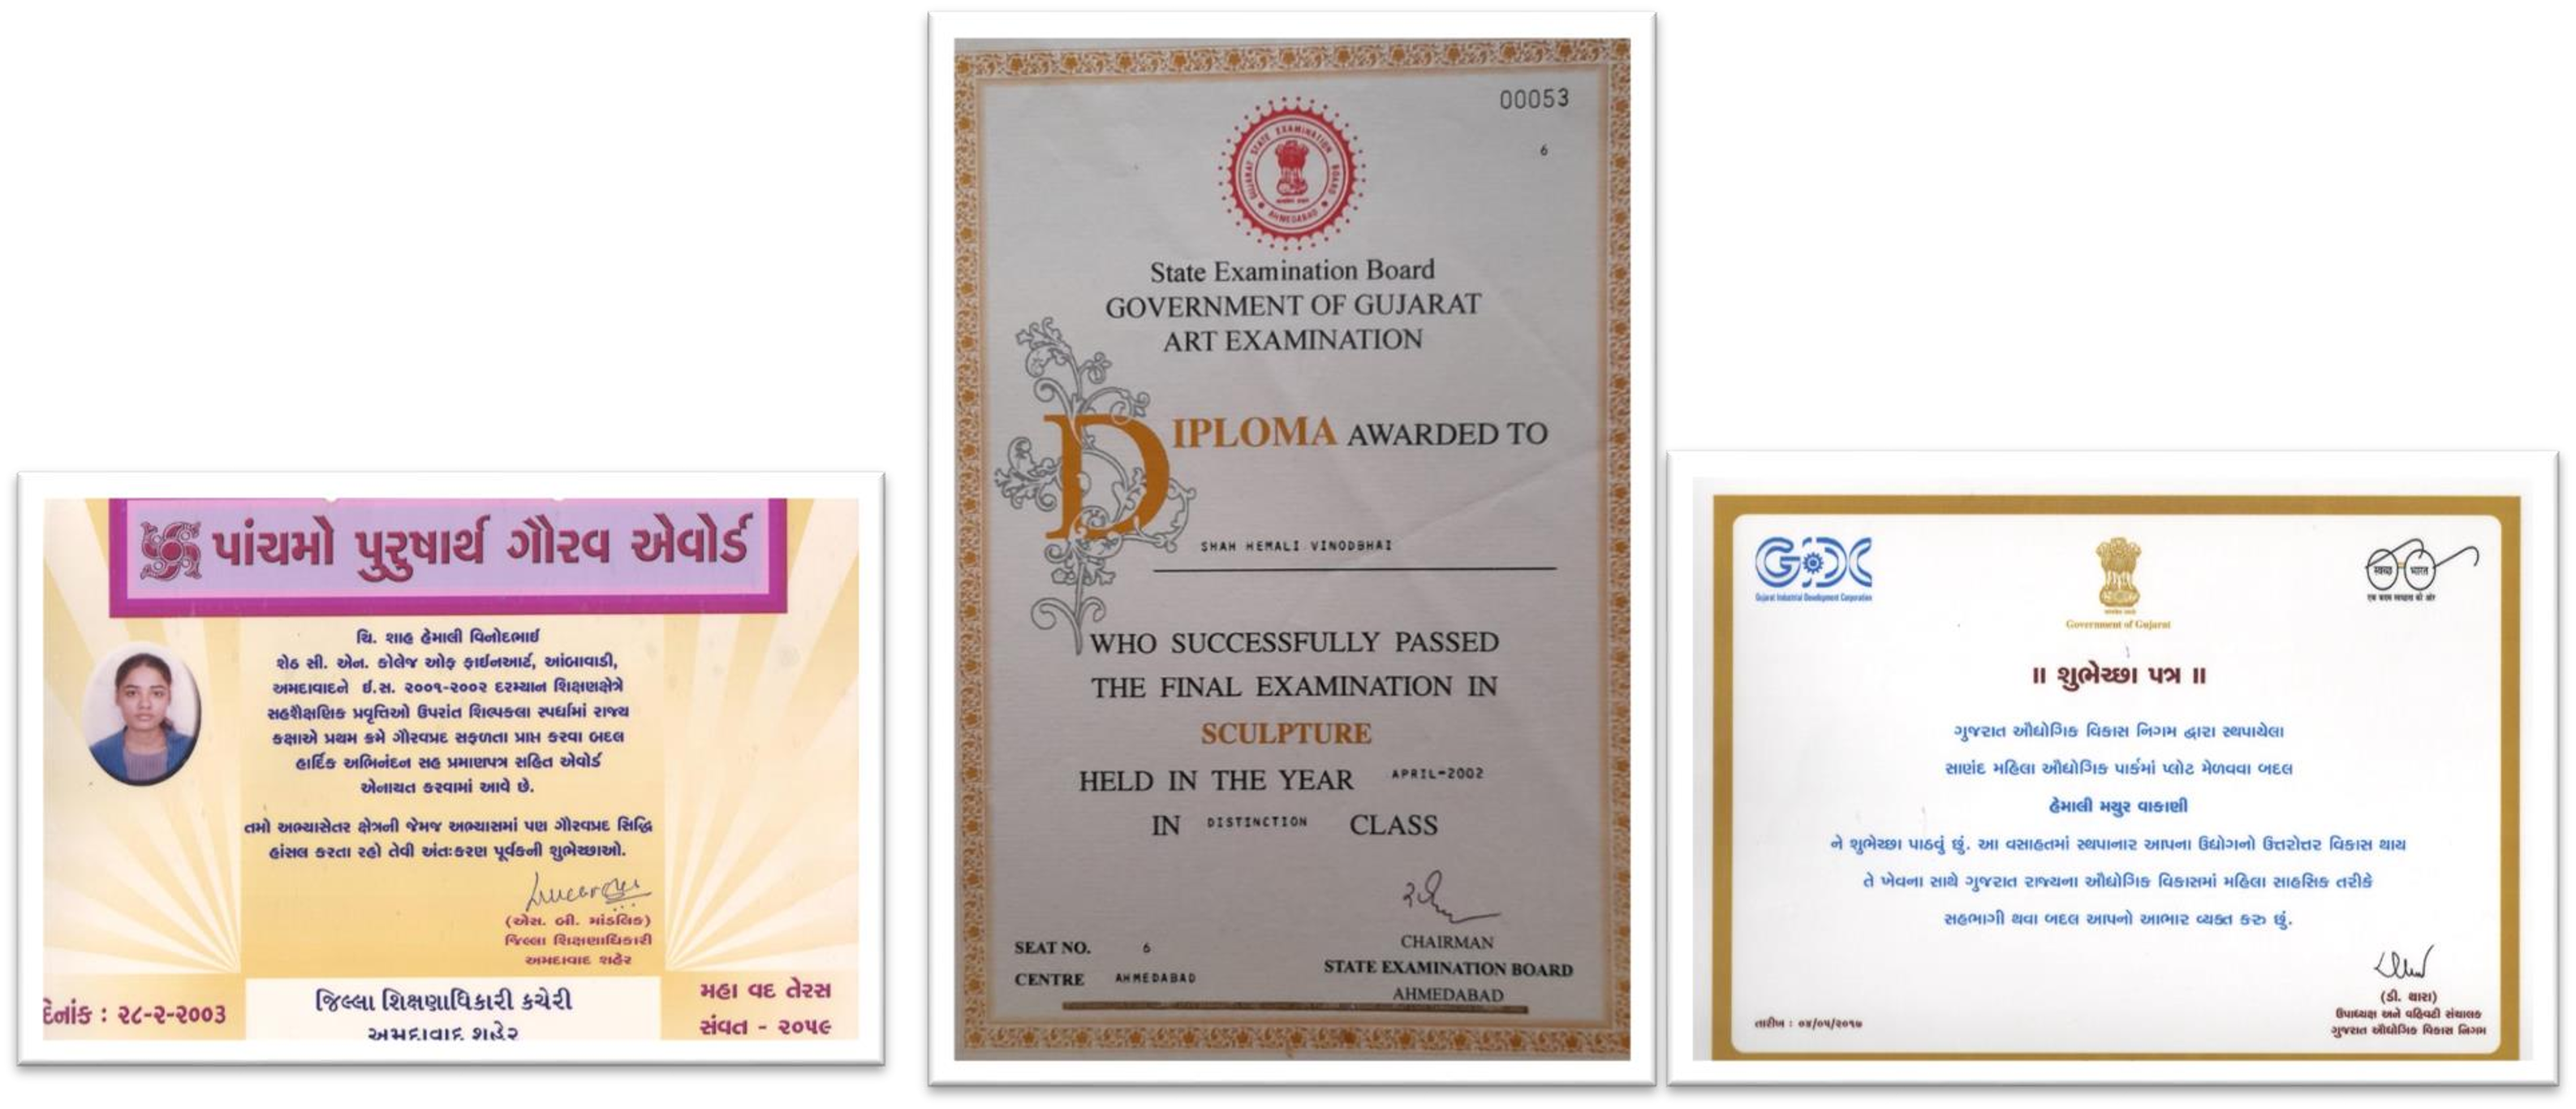 પાંચમો પુરુષાર્થ ગૌરવ એવોર્ડ
ચિ. શાહ હેમાલી વિનોદભાઈ
શેઠ સી. એન. કોલેજ ઓફ ફાઈનઆર્ટ, આંબાવાડી,
અમદાવાદને ઈ.સ. ૨૦૦૧-૨૦૦૨ દરમ્યાન શિક્ષણક્ષેત્રે
સહશૈક્ષણિક પ્રવૃત્તિઓ ઉપરાંત શિલ્પકલા સ્પર્ધામાં રાજ્ય
કક્ષાએ પ્રથમ ક્રમે ગૌરવપ્રદ સફળતા પ્રાપ્ત કરવા બદલ
હાર્દિક અભિનંદન સહ પ્રમાણપત્ર સહિત એવોર્ડ
એનાયત કરવામાં આવે છે.
તમો અભ્યાસેતર ક્ષેત્રની જેમજ અભ્યાસમાં પણ ગૌરવપ્રદ સિદ્ધિ
હાંસલ કરતા રહો તેવી અંતઃકરણ પૂર્વકની શુભેચ્છાઓ.
(એસ. બી. માંડલિક)
જિલ્લા શિક્ષણાધિકારી
અમદાવાદ શહેર
દિનાંક : ૨૮-૨-૨૦૦૩
જિલ્લા શિક્ષણાધિકારી કચેરી
અમદાવાદ શહેર
મહા વદ તેરસ
સંવત - ૨૦૫૯
00053
6
GUJARAT STATE EXAMINATION BOARD
AHMEDABAD
State Examination Board
GOVERNMENT OF GUJARAT
ART EXAMINATION
DIPLOMA AWARDED TO
SHAH HEMALI VINODBHAI
WHO SUCCESSFULLY PASSED
THE FINAL EXAMINATION IN
SCULPTURE
HELD IN THE YEAR APRIL-2002
IN DISTINCTION CLASS
SEAT NO. 6
CENTRE AHMEDABAD
CHAIRMAN
STATE EXAMINATION BOARD
AHMEDABAD
GIDC
Gujarat Industrial Development Corporation
Government of Gujarat
स्वच्छ भारत
एक कदम स्वच्छता की ओर
॥ શુભેચ્છા પત્ર ॥
ગુજરાત ઔદ્યોગિક વિકાસ નિગમ દ્વારા સ્થપાયેલા
સાણંદ મહિલા ઔદ્યોગિક પાર્કમાં પ્લોટ મેળવવા બદલ
હેમાલી મયુર વાકાણી
ને શુભેચ્છા પાઠવું છું. આ વસાહતમાં સ્થપાનાર આપના ઉદ્યોગનો ઉત્તરોત્તર વિકાસ થાય
તે ખેવના સાથે ગુજરાત રાજ્યના ઔદ્યોગિક વિકાસમાં મહિલા સાહસિક તરીકે
સહભાગી થવા બદલ આપનો આભાર વ્યક્ત કરુ છું.
(ડી. થારા)
ઉપાધ્યક્ષ અને વહિવટી સંચાલક
ગુજરાત ઔદ્યોગિક વિકાસ નિગમ
તારીખ : ૦૪/૦૫/૨૦૧૭